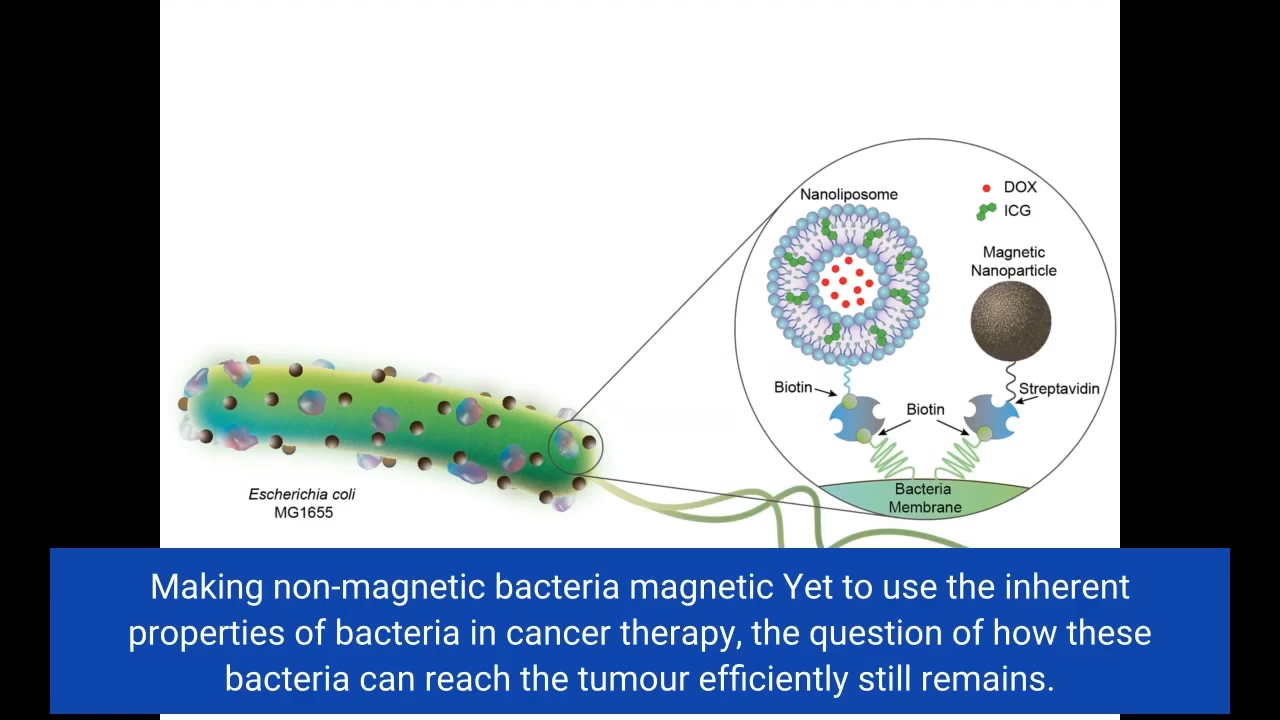 Nanoliposome
DOX
ICG
Magnetic
Nanoparticle
Biotin
Streptavidin
Biotin
Bacteria
Membrane
Escherichia coli
MG1655
Making non-magnetic bacteria magnetic Yet to use the inherent
properties of bacteria in cancer therapy, the question of how these
bacteria can reach the tumour efficiently still remains.